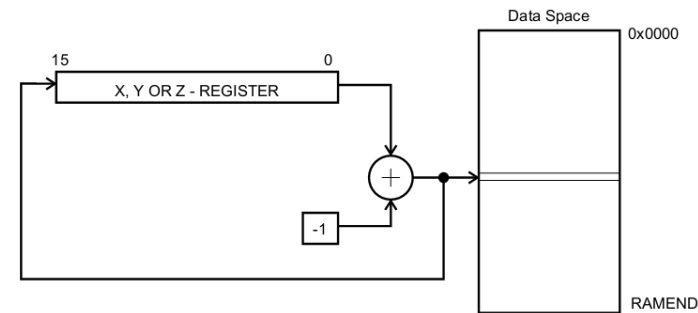 Data Space
0x0000
15
0
X, Y OR Z - REGISTER
+
-1
RAMEND